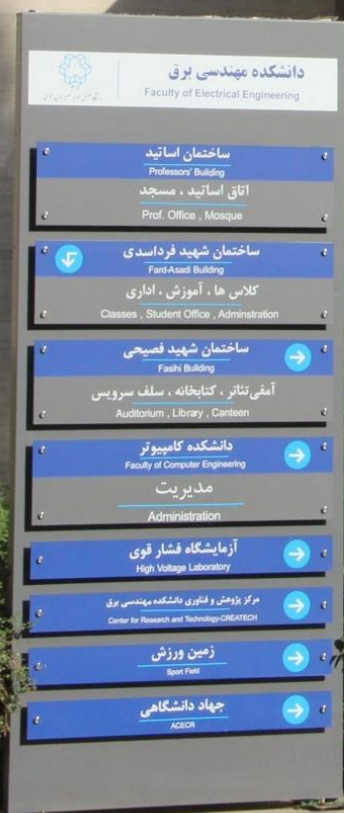 دانشکده مهندسی برق
Faculty of Electrical Engineering
ساختمان اساتید
Professors' Building
اتاق اساتید ، مسجد
Prof. Office , Mosque
ساختمان شهید فرداسدی
Fard-Asadi Building
کلاس ها ، آموزش ، اداری
Classes , Student Office , Adminstration
ساختمان شهید فصیحی
Fasihi Building
آمفی تئاتر ، کتابخانه ، سلف سرویس
Auditorium , Library , Canteen
دانشکده کامپیوتر
Faculty of Computer Engineering
مدیریت
Administration
آزمایشگاه فشار قوی
High Voltage Laboratory
مرکز پژوهش و فناوری دانشکده مهندسی برق
Center for Research and Technology-CREATECH
زمین ورزش
Sport Field
جهاد دانشگاهی
ACECR